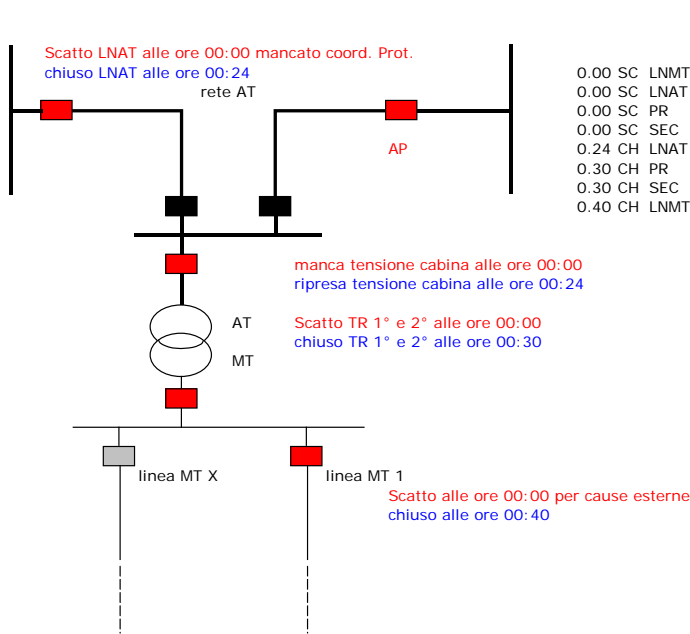 Scatto LNAT alle ore 00:00 mancato coord. Prot.
chiuso LNAT alle ore 00:24
rete AT
AP
0.00 SC LNMT
0.00 SC LNAT
0.00 SC PR
0.00 SC SEC
0.24 CH LNAT
0.30 CH PR
0.30 CH SEC
0.40 CH LNMT
manca tensione cabina alle ore 00:00
ripresa tensione cabina alle ore 00:24
AT
MT
Scatto TR 1° e 2° alle ore 00:00
chiuso TR 1° e 2° alle ore 00:30
linea MT X
linea MT 1
Scatto alle ore 00:00 per cause esterne
chiuso alle ore 00:40